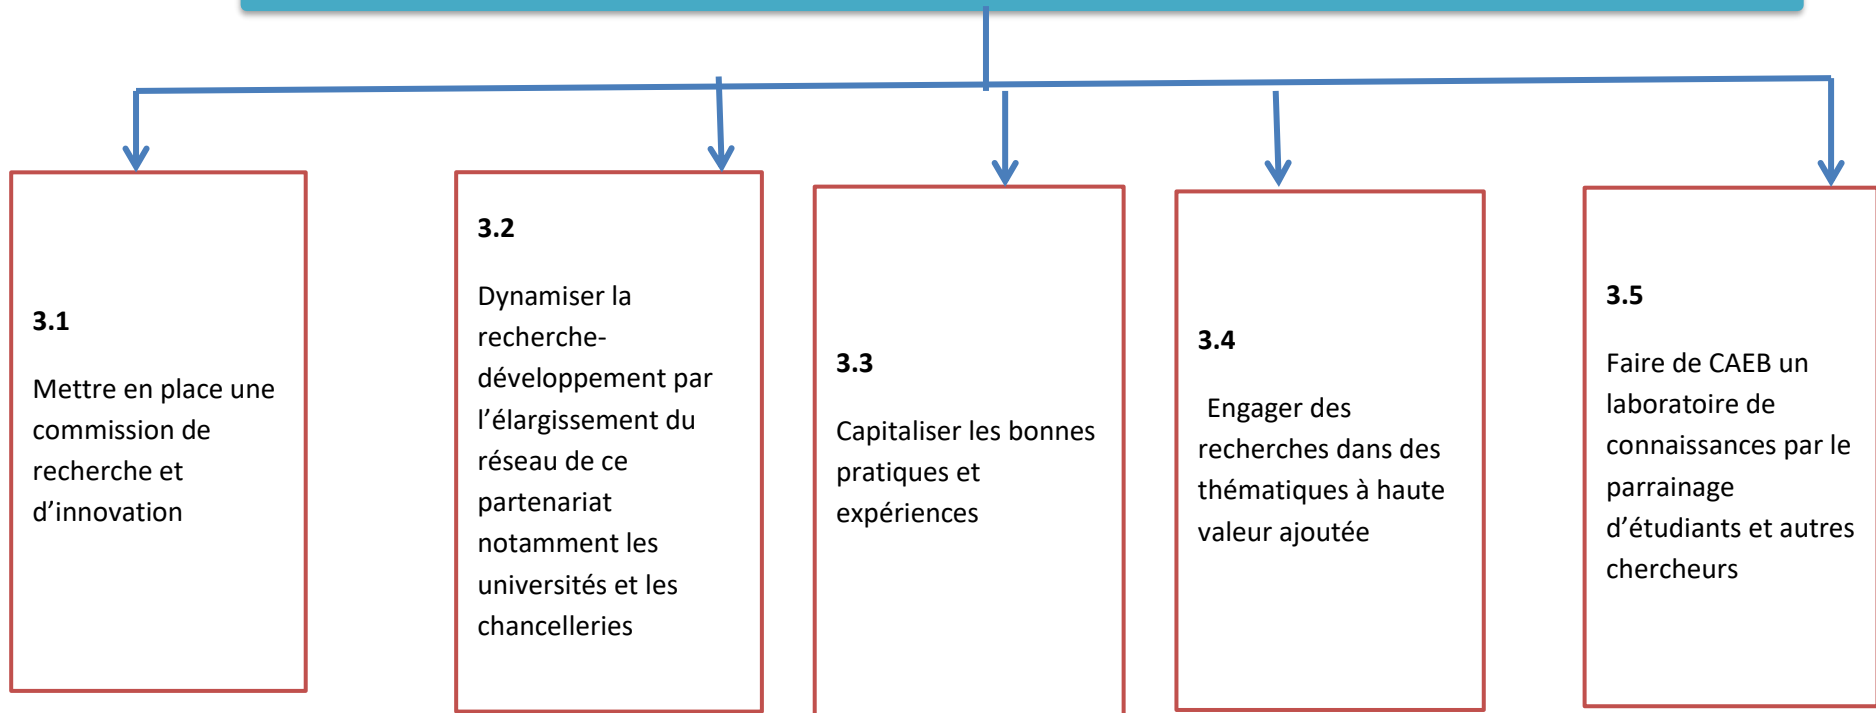 3.1
Mettre en place une
commission de
recherche et
d’innovation
3.2
Dynamiser la
recherche-
développement par
l’élargissement du
réseau de ce
partenariat
notamment les
universités et les
chancelleries
3.3
Capitaliser les bonnes
pratiques et
expériences
3.4
Engager des
recherches dans des
thématiques à haute
valeur ajoutée
3.5
Faire de CAEB un
laboratoire de
connaissances par le
parrainage
d’étudiants et autres
chercheurs